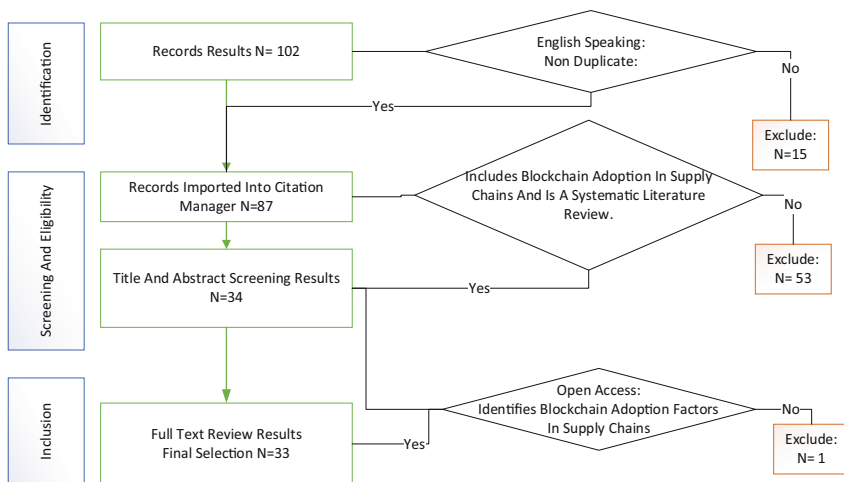 Identification
Records Results N= 102
English Speaking:
Non Duplicate:
No
Yes
Exclude:
N=15
Screening And Eligibility
Records Imported Into Citation
Manager N=87
Includes Blockchain Adoption In Supply
Chains And Is A Systematic Literature
Review.
No
Exclude:
N= 53
Title And Abstract Screening Results
N=34
Yes
Inclusion
Open Access:
Identifies Blockchain Adoption Factors
In Supply Chains
No
Full Text Review Results
Final Selection N=33
Yes
Exclude:
N= 1